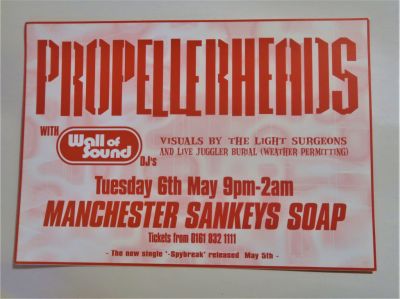 PROPELLERHEADS
WITH
Wall of
Sound
DJ's
VISUALS BY THE LIGHT SURGEONS
AND LIVE JUGGLER BURIAL (WEATHER PERMITTING)
Tuesday 6th May 9pm-2am
MANCHESTER SANKEYS SOAP
Tickets from 0161 832 1111
- The new single '-Spybreak' released May 5th -